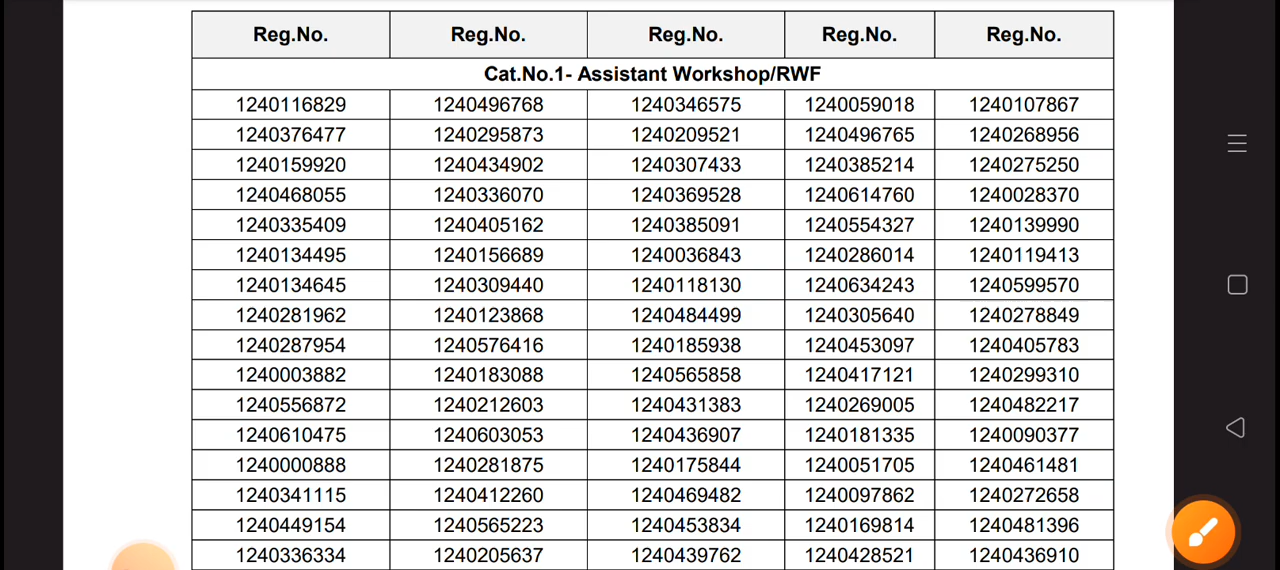 Reg.No. Reg.No. Reg.No. Reg.No. Reg.No.
Cat.No.1- Assistant Workshop/RWF
1240116829 1240496768 1240346575 1240059018 1240107867
1240376477 1240295873 1240209521 1240496765 1240268956
1240159920 1240434902 1240307433 1240385214 1240275250
1240468055 1240336070 1240369528 1240614760 1240028370
1240335409 1240405162 1240385091 1240554327 1240139990
1240134495 1240156689 1240036843 1240286014 1240119413
1240134645 1240309440 1240118130 1240634243 1240599570
1240281962 1240123868 1240484499 1240305640 1240278849
1240287954 1240576416 1240185938 1240453097 1240405783
1240003882 1240183088 1240565858 1240417121 1240299310
1240556872 1240212603 1240431383 1240269005 1240482217
1240610475 1240603053 1240436907 1240181335 1240090377
1240000888 1240281875 1240175844 1240051705 1240461481
1240341115 1240412260 1240469482 1240097862 1240272658
1240449154 1240565223 1240453834 1240169814 1240481396
1240336334 1240205637 1240439762 1240428521 1240436910